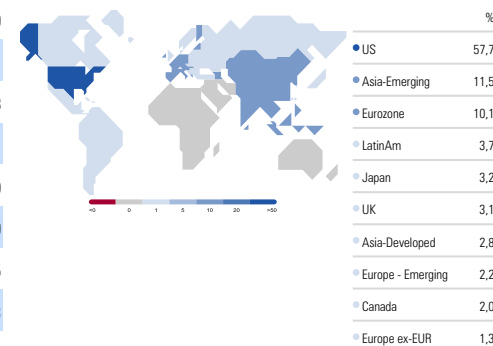 %
US 57,7
Asia-Emerging 11,5
Eurozone 10,1
LatinAm 3,7
Japan 3,2
UK 3,1
Asia-Developed 2,8
Europe - Emerging 2,2
Canada 2,0
Europe ex-EUR 1,3
<0 0 1 5 10 20 >50